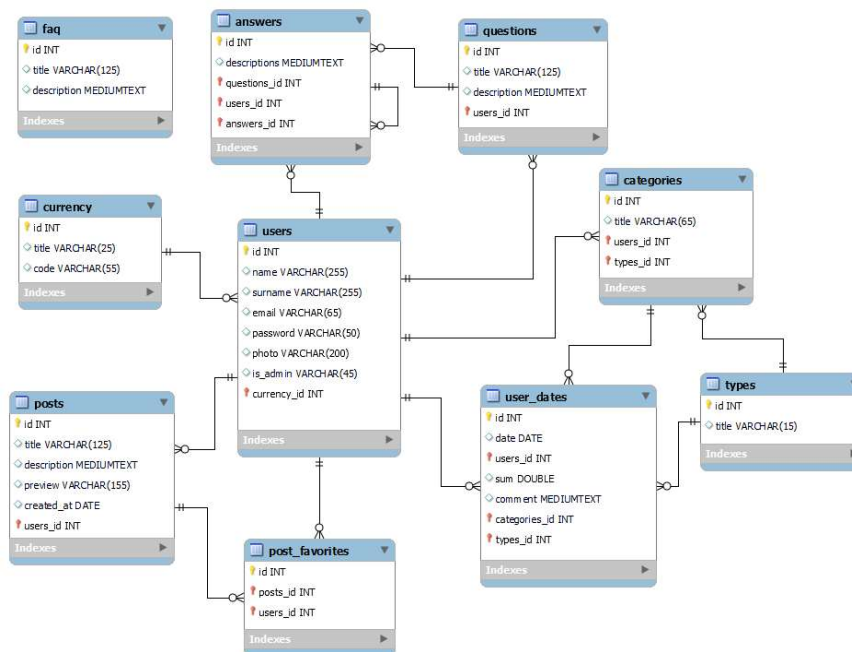 faq
id INT
title VARCHAR(125)
description MEDIUMTEXT
Indexes
answers
id INT
descriptions MEDIUMTEXT
questions_id INT
users_id INT
answers_id INT
Indexes
questions
id INT
title VARCHAR(125)
description MEDIUMTEXT
users_id INT
Indexes
currency
id INT
title VARCHAR(25)
code VARCHAR(55)
Indexes
users
id INT
name VARCHAR(255)
surname VARCHAR(255)
email VARCHAR(65)
password VARCHAR(50)
photo VARCHAR(200)
is_admin VARCHAR(45)
currency_id INT
Indexes
categories
id INT
title VARCHAR(65)
users_id INT
types_id INT
Indexes
posts
id INT
title VARCHAR(125)
description MEDIUMTEXT
preview VARCHAR(155)
created_at DATE
users_id INT
Indexes
user_dates
id INT
date DATE
users_id INT
sum DOUBLE
comment MEDIUMTEXT
categories_id INT
types_id INT
Indexes
types
id INT
title VARCHAR(15)
Indexes
post_favorites
id INT
posts_id INT
users_id INT
Indexes